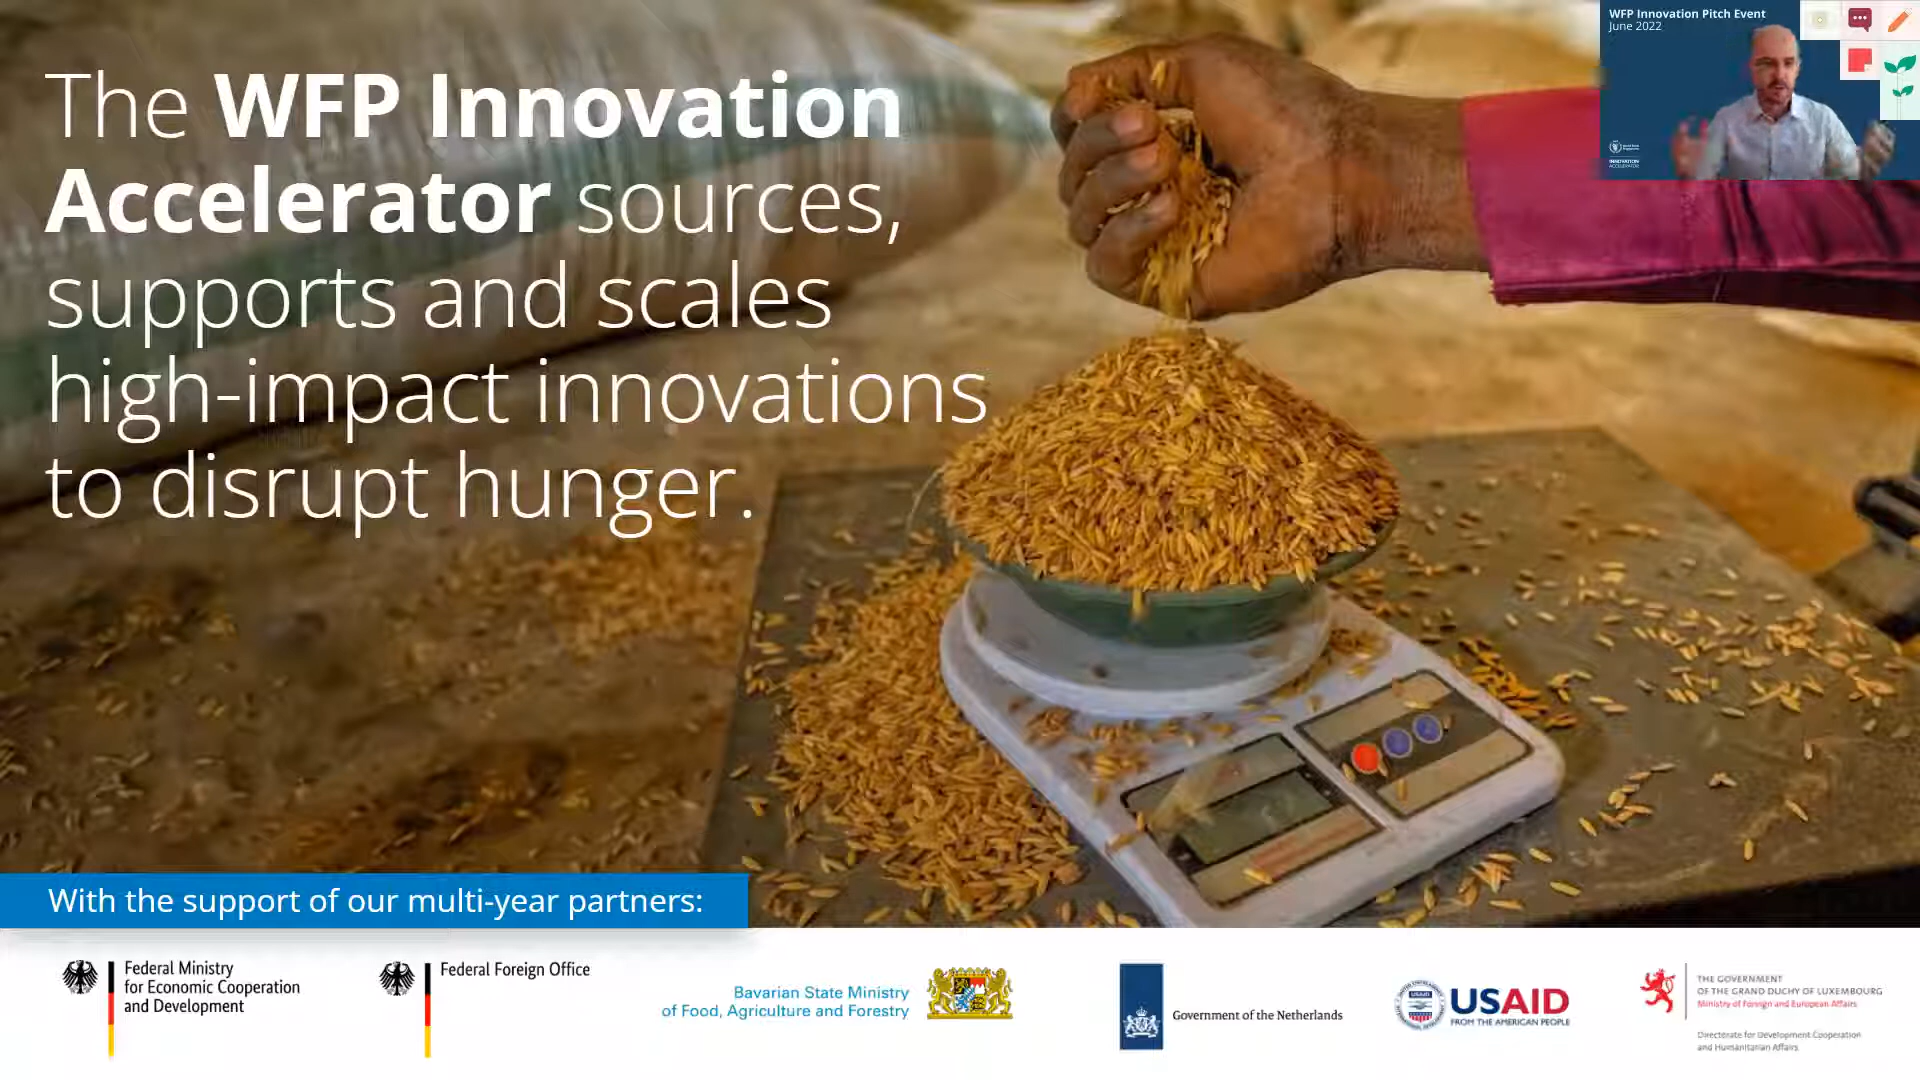 The WFP Innovation
Accelerator sources,
supports and scales
high-impact innovations
to disrupt hunger.
WFP Innovation Pitch Event
June 2022
INNOVATION
ACCELERATOR
With the support of our multi-year partners:
Federal Ministry
for Economic Cooperation
and Development
Federal Foreign Office
Bavarian State Ministry
of Food, Agriculture and Forestry
Government of the Netherlands
USAID
FROM THE AMERICAN PEOPLE
THE GOVERNMENT
OF THE GRAND DUCHY OF LUXEMBOURG
Ministry of Foreign and European Affairs
Directorate for Development Cooperation
and Humanitarian Affairs